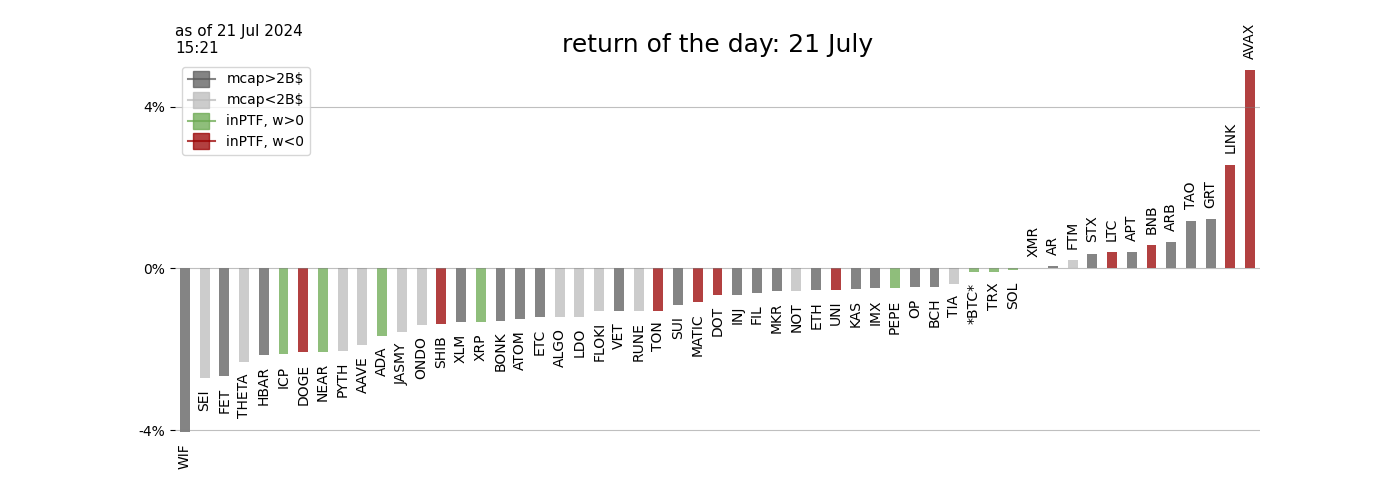 as of 21 Jul 2024
15:21
return of the day: 21 July
mcap>2B$
mcap<2B$
inPTF, w>0
inPTF, w<0
4%
0%
-4%
WIF
SEI
FET
THETA
HBAR
ICP
DOGE
NEAR
PYTH
AAVE
ADA
JASMY
ONDO
SHIB
XLM
XRP
BONK
ATOM
ETC
ALGO
LDO
FLOKI
VET
RUNE
TON
SUI
MATIC
DOT
INJ
FIL
MKR
NOT
ETH
UNI
KAS
IMX
PEPE
OP
BCH
TIA
*BTC*
TRX
SOL
XMR
AR
FTM
STX
LTC
APT
BNB
ARB
TAO
GRT
LINK
AVAX